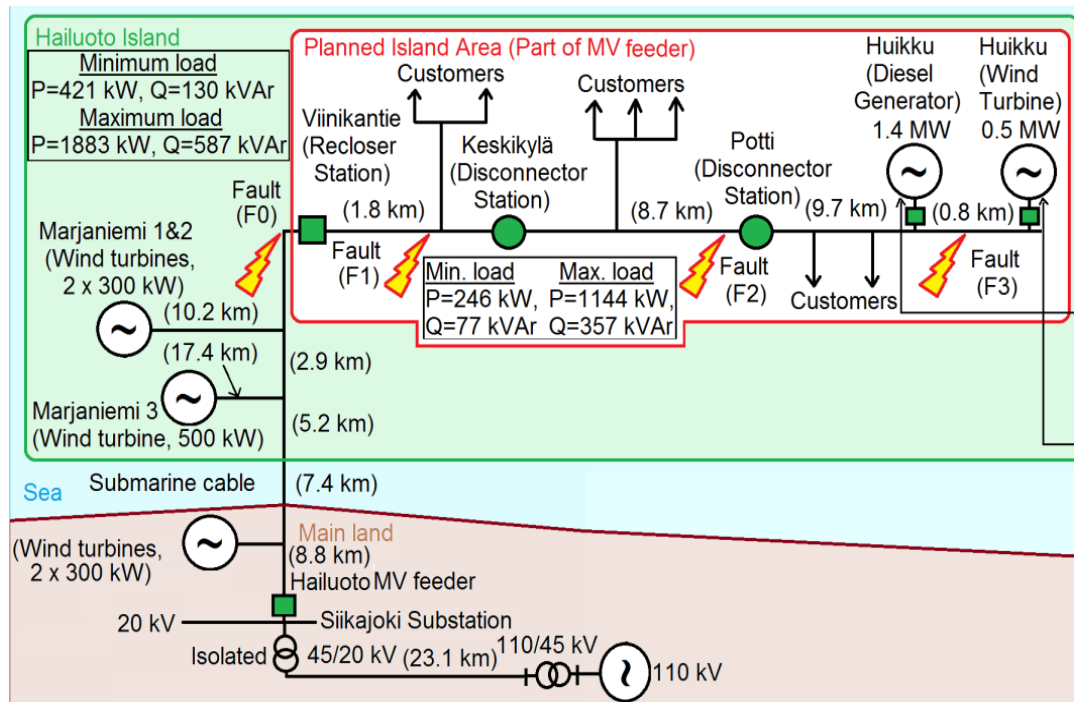 Hailuoto Island
Minimum load
P=421 kW, Q=130 kVAr
Maximum load
P=1883 kW, Q=587 kVAr
Planned Island Area (Part of MV feeder)
Customers
Customers
Huikku
(Diesel
Generator)
1.4 MW
Huikku
(Wind
Turbine)
0.5 MW
Viinikantie
(Recloser
Station)
Keskikylä
(Disconnector
Station)
Potti
(Disconnector
Station)
Fault
(F0)
(1.8 km)
(8.7 km)
(9.7 km)
(0.8 km)
Fault
(F1)
Min. load
P=246 kW,
Q=77 kVAr
Max. load
P=1144 kW,
Q=357 kVAr
Fault
(F2)
Customers
Fault
(F3)
Marjaniemi 1&2
(Wind turbines,
2 x 300 kW)
(10.2 km)
(17.4 km)
(2.9 km)
Marjaniemi 3
(Wind turbine, 500 kW)
(5.2 km)
Submarine cable
(7.4 km)
Sea
Main land
(Wind turbines,
2 x 300 kW)
(8.8 km)
Hailuoto MV feeder
20 kV
Siikajoki Substation
Isolated
45/20 kV
(23.1 km)
110/45 kV
110 kV